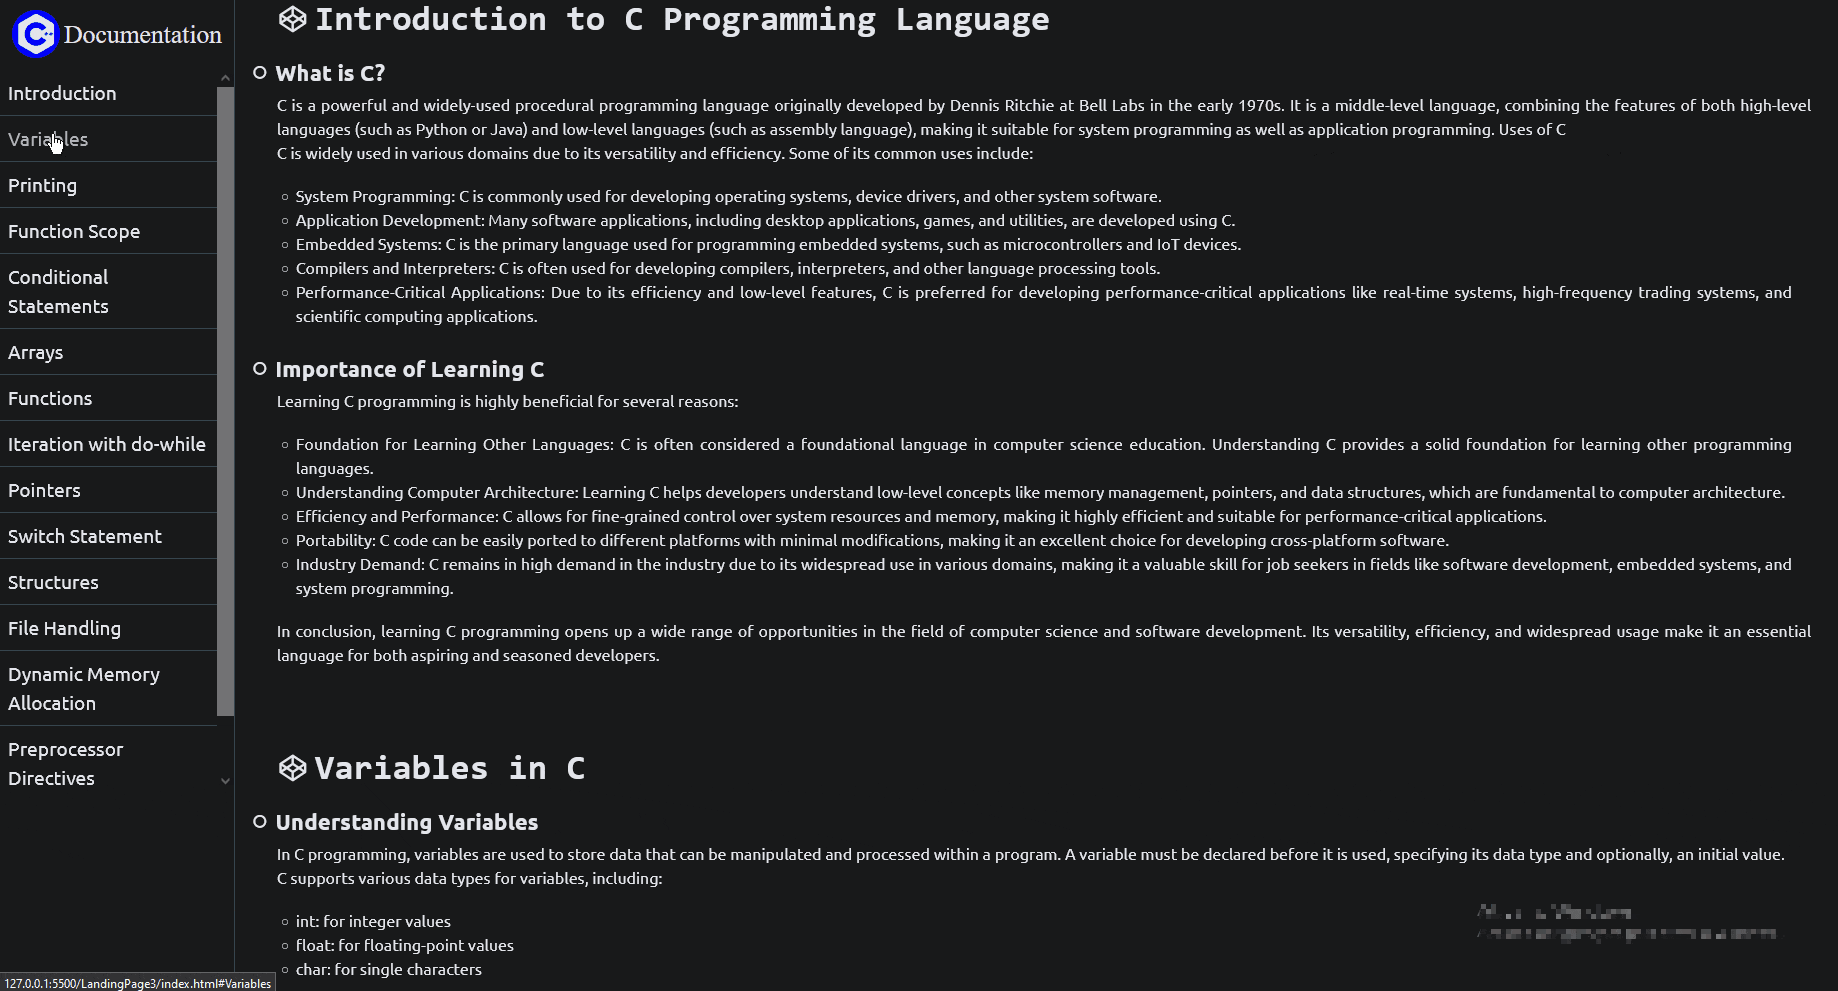 Documentation
Introduction
Variables
Printing
Function Scope
Conditional
Statements
Arrays
Functions
Iteration with do-while
Pointers
Switch Statement
Structures
File Handling
Dynamic Memory
Allocation
Preprocessor
Directives
Introduction to C Programming Language
What is C?
C is a powerful and widely-used procedural programming language originally developed by Dennis Ritchie at Bell Labs in the early 1970s. It is a middle-level language, combining the features of both high-level
languages (such as Python or Java) and low-level languages (such as assembly language), making it suitable for system programming as well as application programming. Uses of C
C is widely used in various domains due to its versatility and efficiency. Some of its common uses include:
System Programming: C is commonly used for developing operating systems, device drivers, and other system software.
Application Development: Many software applications, including desktop applications, games, and utilities, are developed using C.
Embedded Systems: C is the primary language used for programming embedded systems, such as microcontrollers and IoT devices.
Compilers and Interpreters: C is often used for developing compilers, interpreters, and other language processing tools.
Performance-Critical Applications: Due to its efficiency and low-level features, C is preferred for developing performance-critical applications like real-time systems, high-frequency trading systems, and
scientific computing applications.
Importance of Learning C
Learning C programming is highly beneficial for several reasons:
Foundation for Learning Other Languages: C is often considered a foundational language in computer science education. Understanding C provides a solid foundation for learning other programming
languages.
Understanding Computer Architecture: Learning C helps developers understand low-level concepts like memory management, pointers, and data structures, which are fundamental to computer architecture.
Efficiency and Performance: C allows for fine-grained control over system resources and memory, making it highly efficient and suitable for performance-critical applications.
Portability: C code can be easily ported to different platforms with minimal modifications, making it an excellent choice for developing cross-platform software.
Industry Demand: C remains in high demand in the industry due to its widespread use in various domains, making it a valuable skill for job seekers in fields like software development, embedded systems, and
system programming.
In conclusion, learning C programming opens up a wide range of opportunities in the field of computer science and software development. Its versatility, efficiency, and widespread usage make it an essential
language for both aspiring and seasoned developers.
Variables in C
Understanding Variables
In C programming, variables are used to store data that can be manipulated and processed within a program. A variable must be declared before it is used, specifying its data type and optionally, an initial value.
C supports various data types for variables, including:
int: for integer values
float: for floating-point values
char: for single characters
127.0.0.1:5500/LandingPage3/index.html#Variables